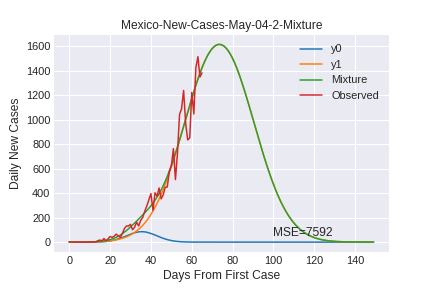 Mexico-New-Cases-May-04-2-Mixture
Daily New Cases
1600
1400
1200
1000
800
600
400
200
0
y0
y1
Mixture
Observed
MSE=7592
0 20 40 60 80 100 120 140
Days From First Case